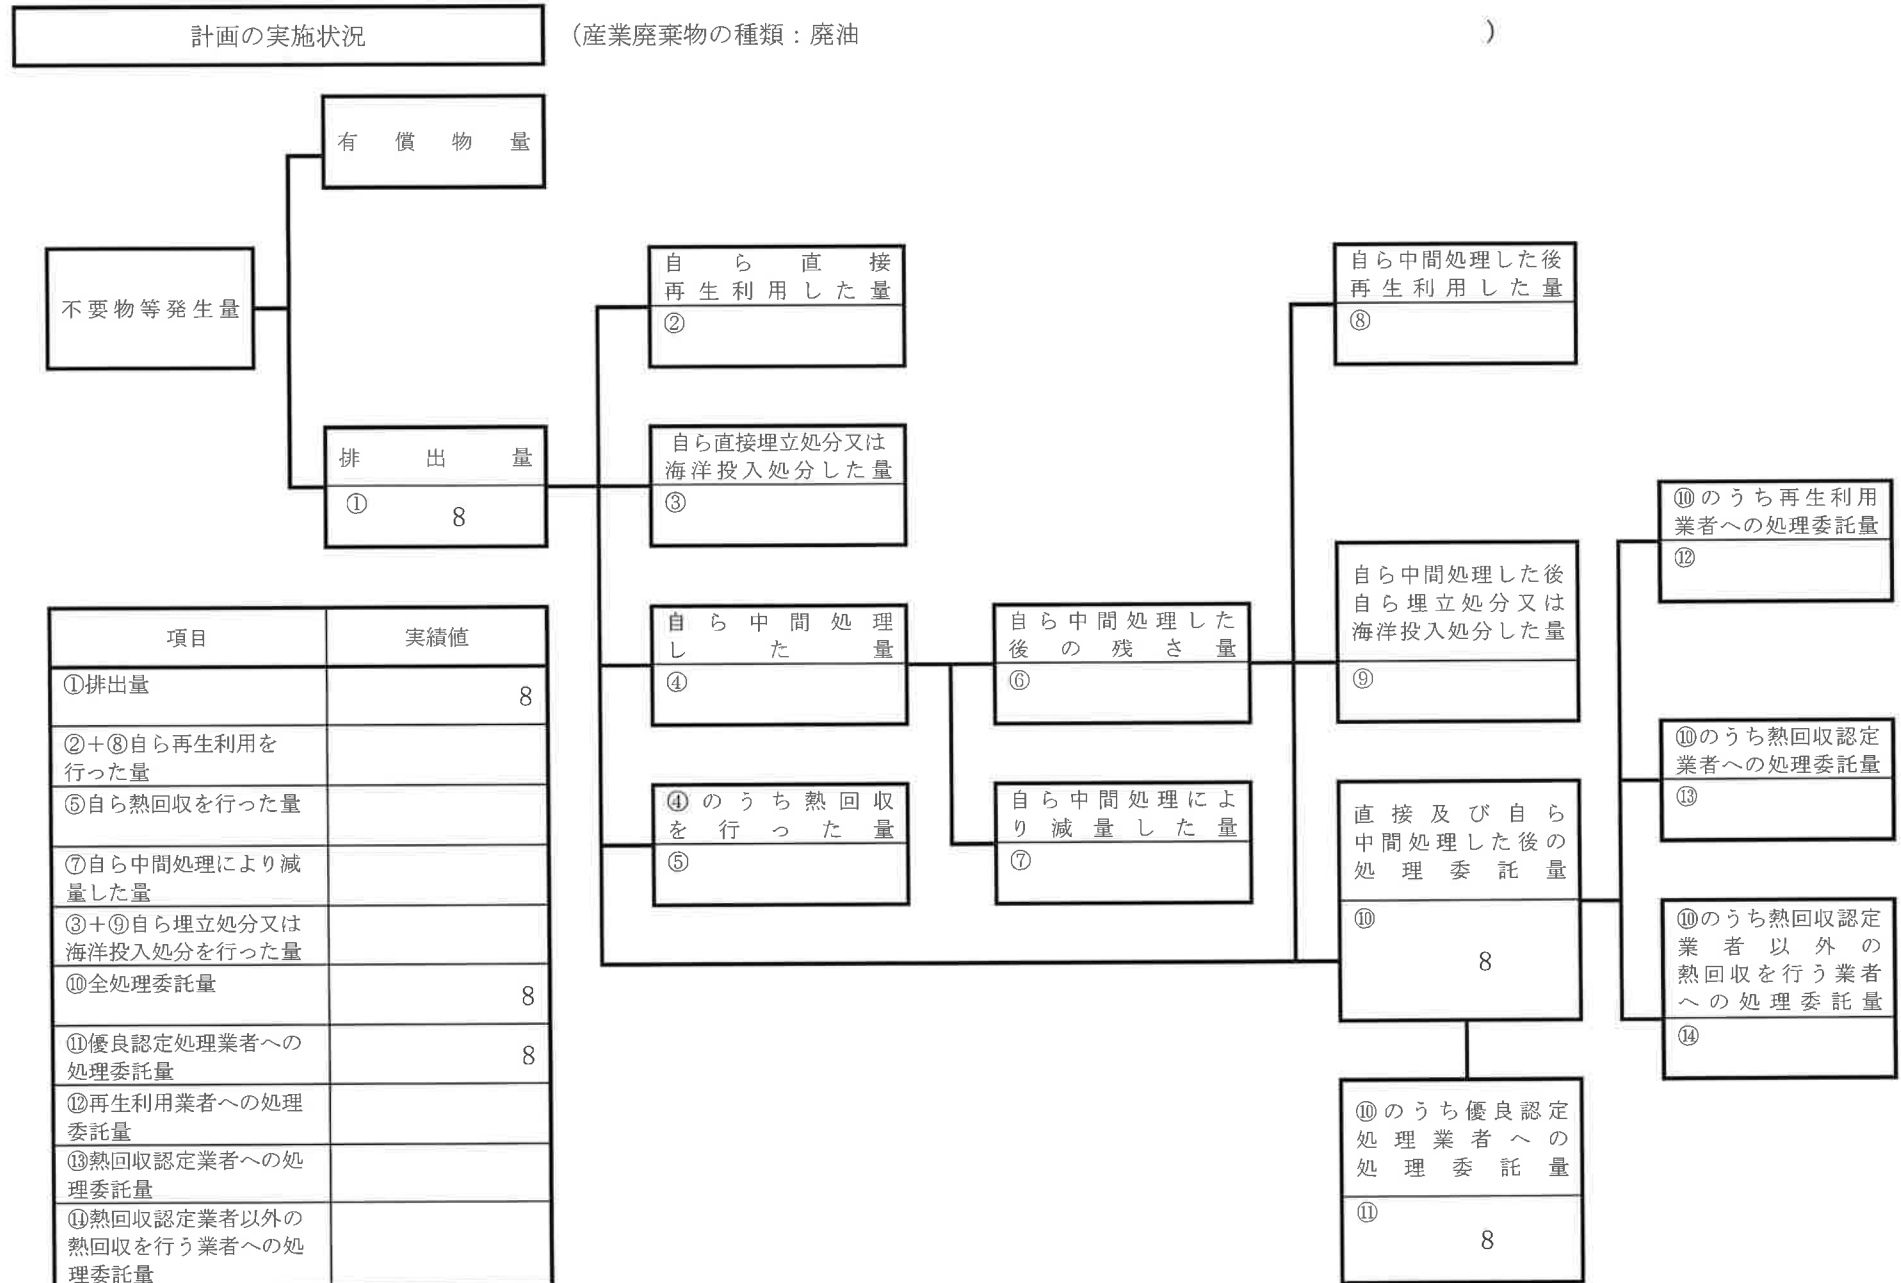 計画の実施状況
(産業廃棄物の種類：廃油 )
有償物量
不要物等発生量
排出量
①
8
自ら直接
再生利用した量
②
自ら直接埋立処分又は
海洋投入処分した量
③
自ら中間処理
した量
④
④のうち熱回収
を行った量
⑤
自ら中間処理した
後の残さ量
⑥
自ら中間処理によ
り減量した量
⑦
自ら中間処理した後
再生利用した量
⑧
自ら中間処理した後
自ら埋立処分又は
海洋投入処分した量
⑨
直接及び自ら
中間処理した後の
処理委託量
⑩
8
⑩のうち優良認定
処理業者への
処理委託量
⑪
8
⑩のうち再生利用
業者への処理委託量
⑫
⑩のうち熱回収認定
業者への処理委託量
⑬
⑩のうち熱回収認定
業者以外の
熱回収を行う業者
への処理委託量
⑭
項目 実績値
①排出量 8
②＋⑧自ら再生利用を
行った量
⑤自ら熱回収を行った量
⑦自ら中間処理により減
量した量
③＋⑨自ら埋立処分又は
海洋投入処分を行った量
⑩全処理委託量 8
⑪優良認定処理業者への
処理委託量 8
⑫再生利用業者への処理
委託量
⑬熱回収認定業者への処
理委託量
⑭熱回収認定業者以外の
熱回収を行う業者への処
理委託量